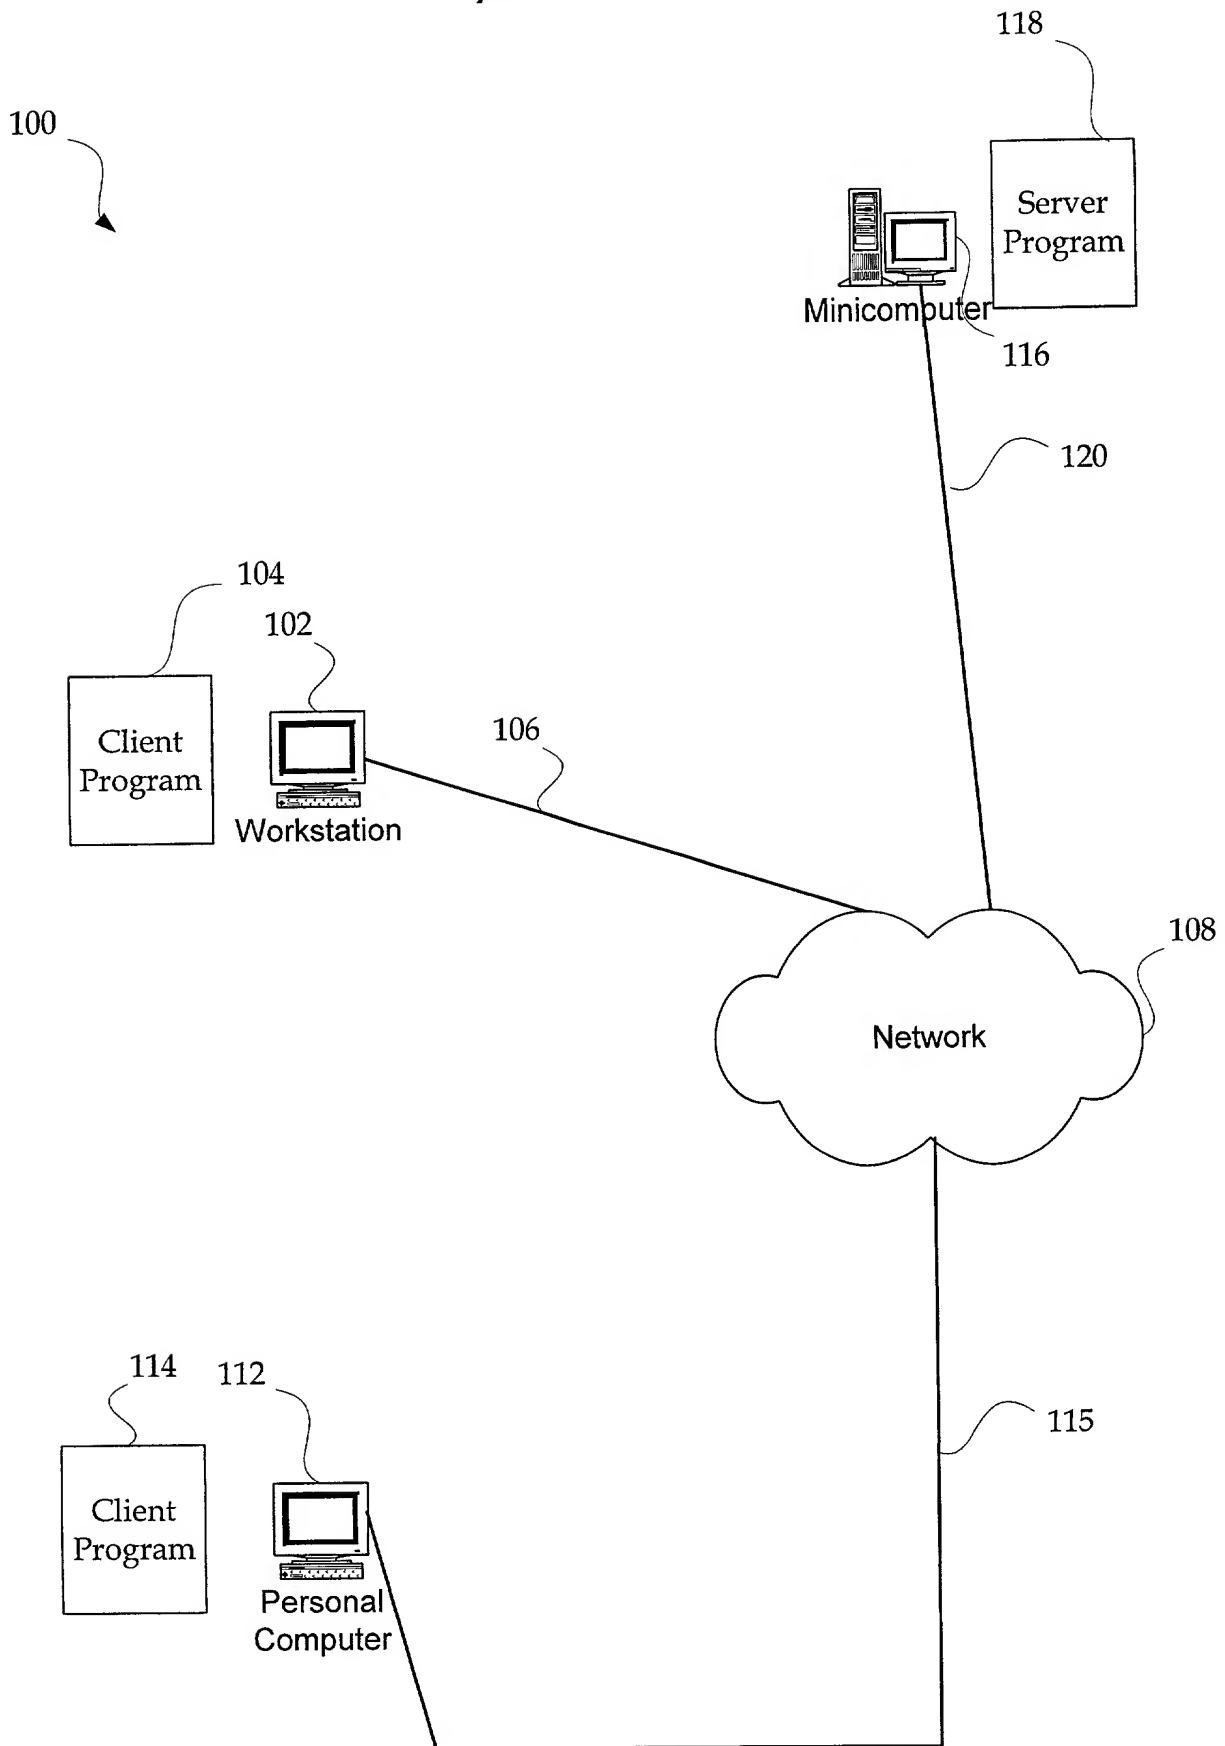 118
100
Server
Program
Minicomputer
116
120
104
102
Client
Program
106
Workstation
108
Network
114
112
115
Client
Program
Personal
Computer